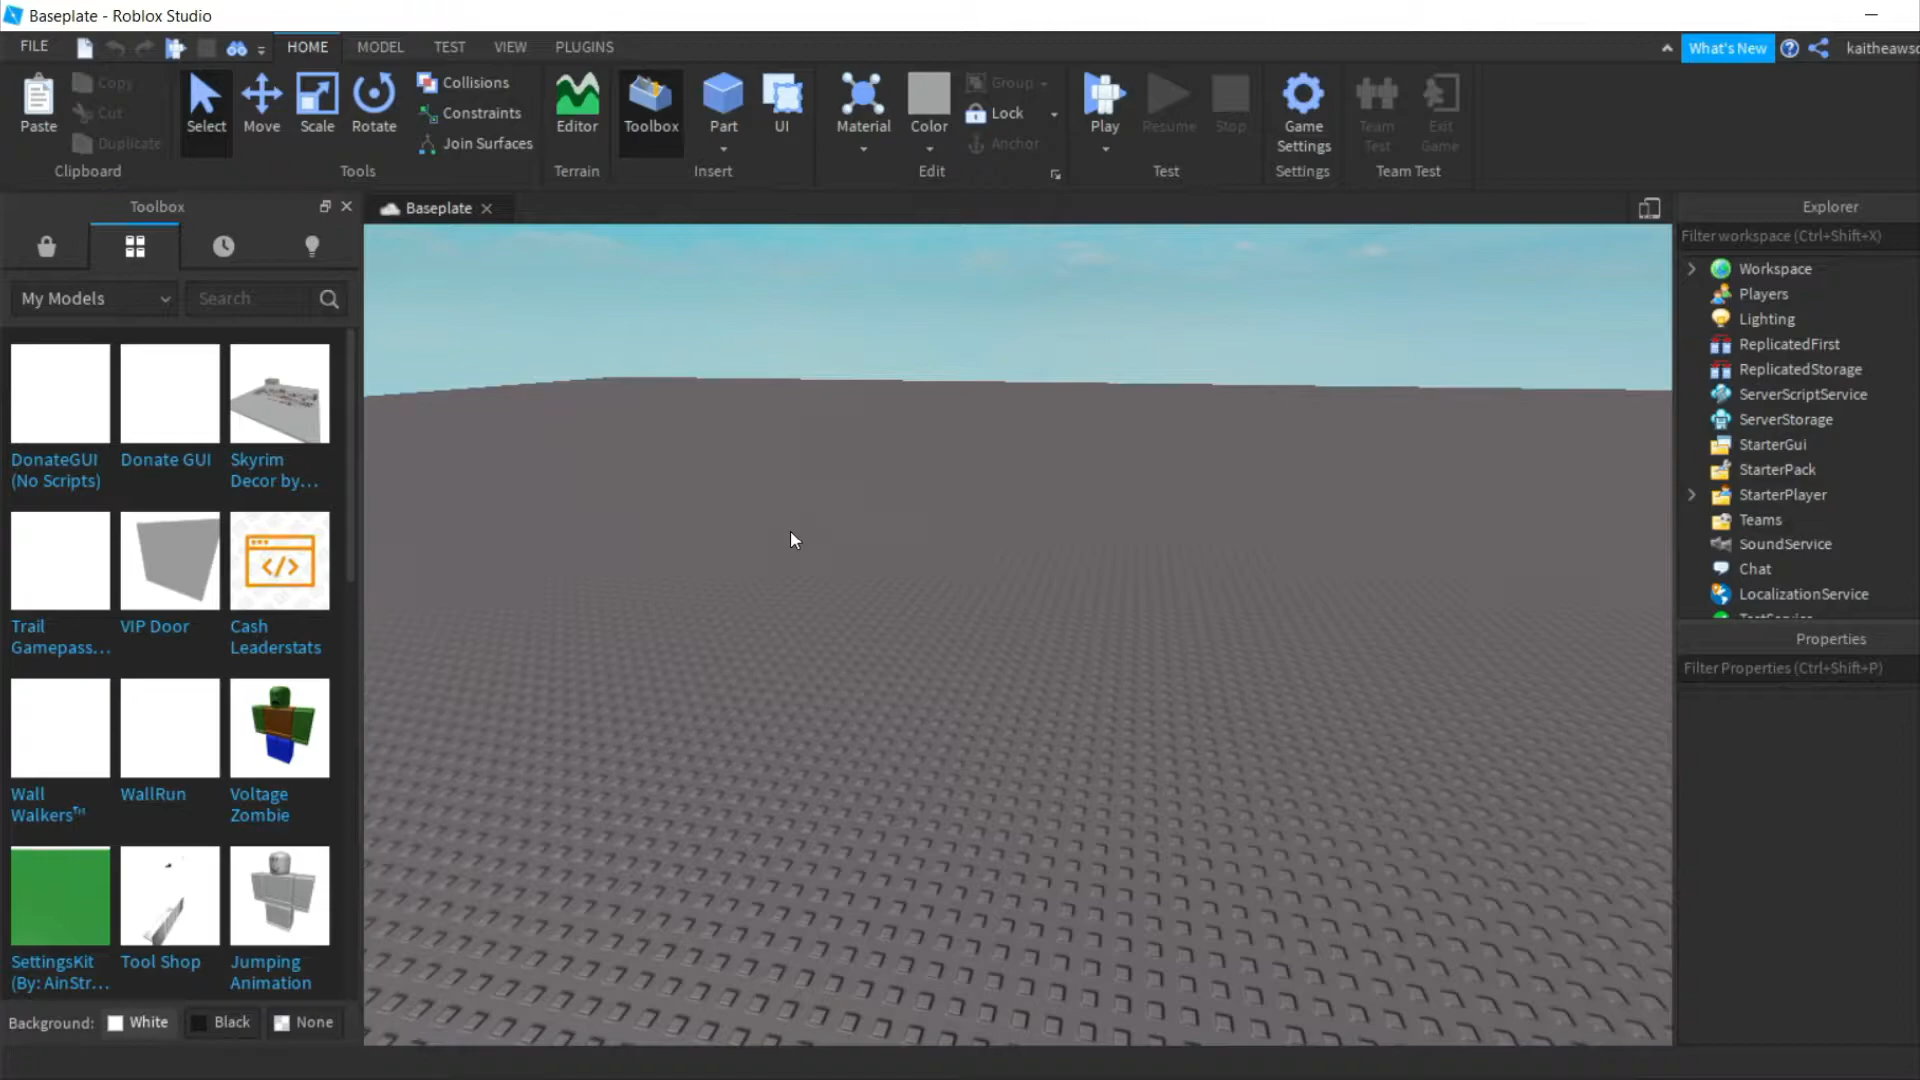 Baseplate - Roblox Studio
FILE
HOME
MODEL
TEST
VIEW
PLUGINS
What's New
Paste
Copy
Cut
Duplicate
Clipboard
Select
Move
Scale
Rotate
Collisions
Constraints
Join Surfaces
Tools
Editor
Terrain
Toolbox
Part
UI
Insert
Material
Color
Group
Lock
Anchor
Edit
Play
Resume
Stop
Test
Game
Settings
Settings
Team
Test
Exit
Game
Team Test
Toolbox
My Models
Search
DonateGUI
(No Scripts)
Donate GUI
Skyrim
Decor by...
Trail
Gamepass...
VIP Door
Cash
Leaderstats
Wall
Walkers™
WallRun
Voltage
Zombie
SettingsKit
(By: AinStr...
Tool Shop
Jumping
Animation
Background:
White
Black
None
Baseplate
Explorer
Filter workspace (Ctrl+Shift+X)
Workspace
Players
Lighting
ReplicatedFirst
ReplicatedStorage
ServerScriptService
ServerStorage
StarterGui
StarterPack
StarterPlayer
Teams
SoundService
Chat
LocalizationService
Properties
Filter Properties (Ctrl+Shift+P)